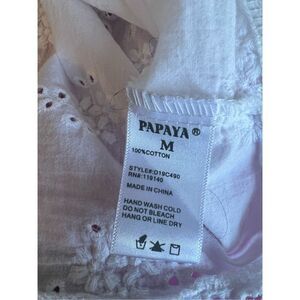 PAPAYA®
M
100%COTTON
STYLE#:D19C490
RN#:119140
MADE IN CHINA
HAND WASH COLD
DO NOT BLEACH
HANG OR LINE DRY